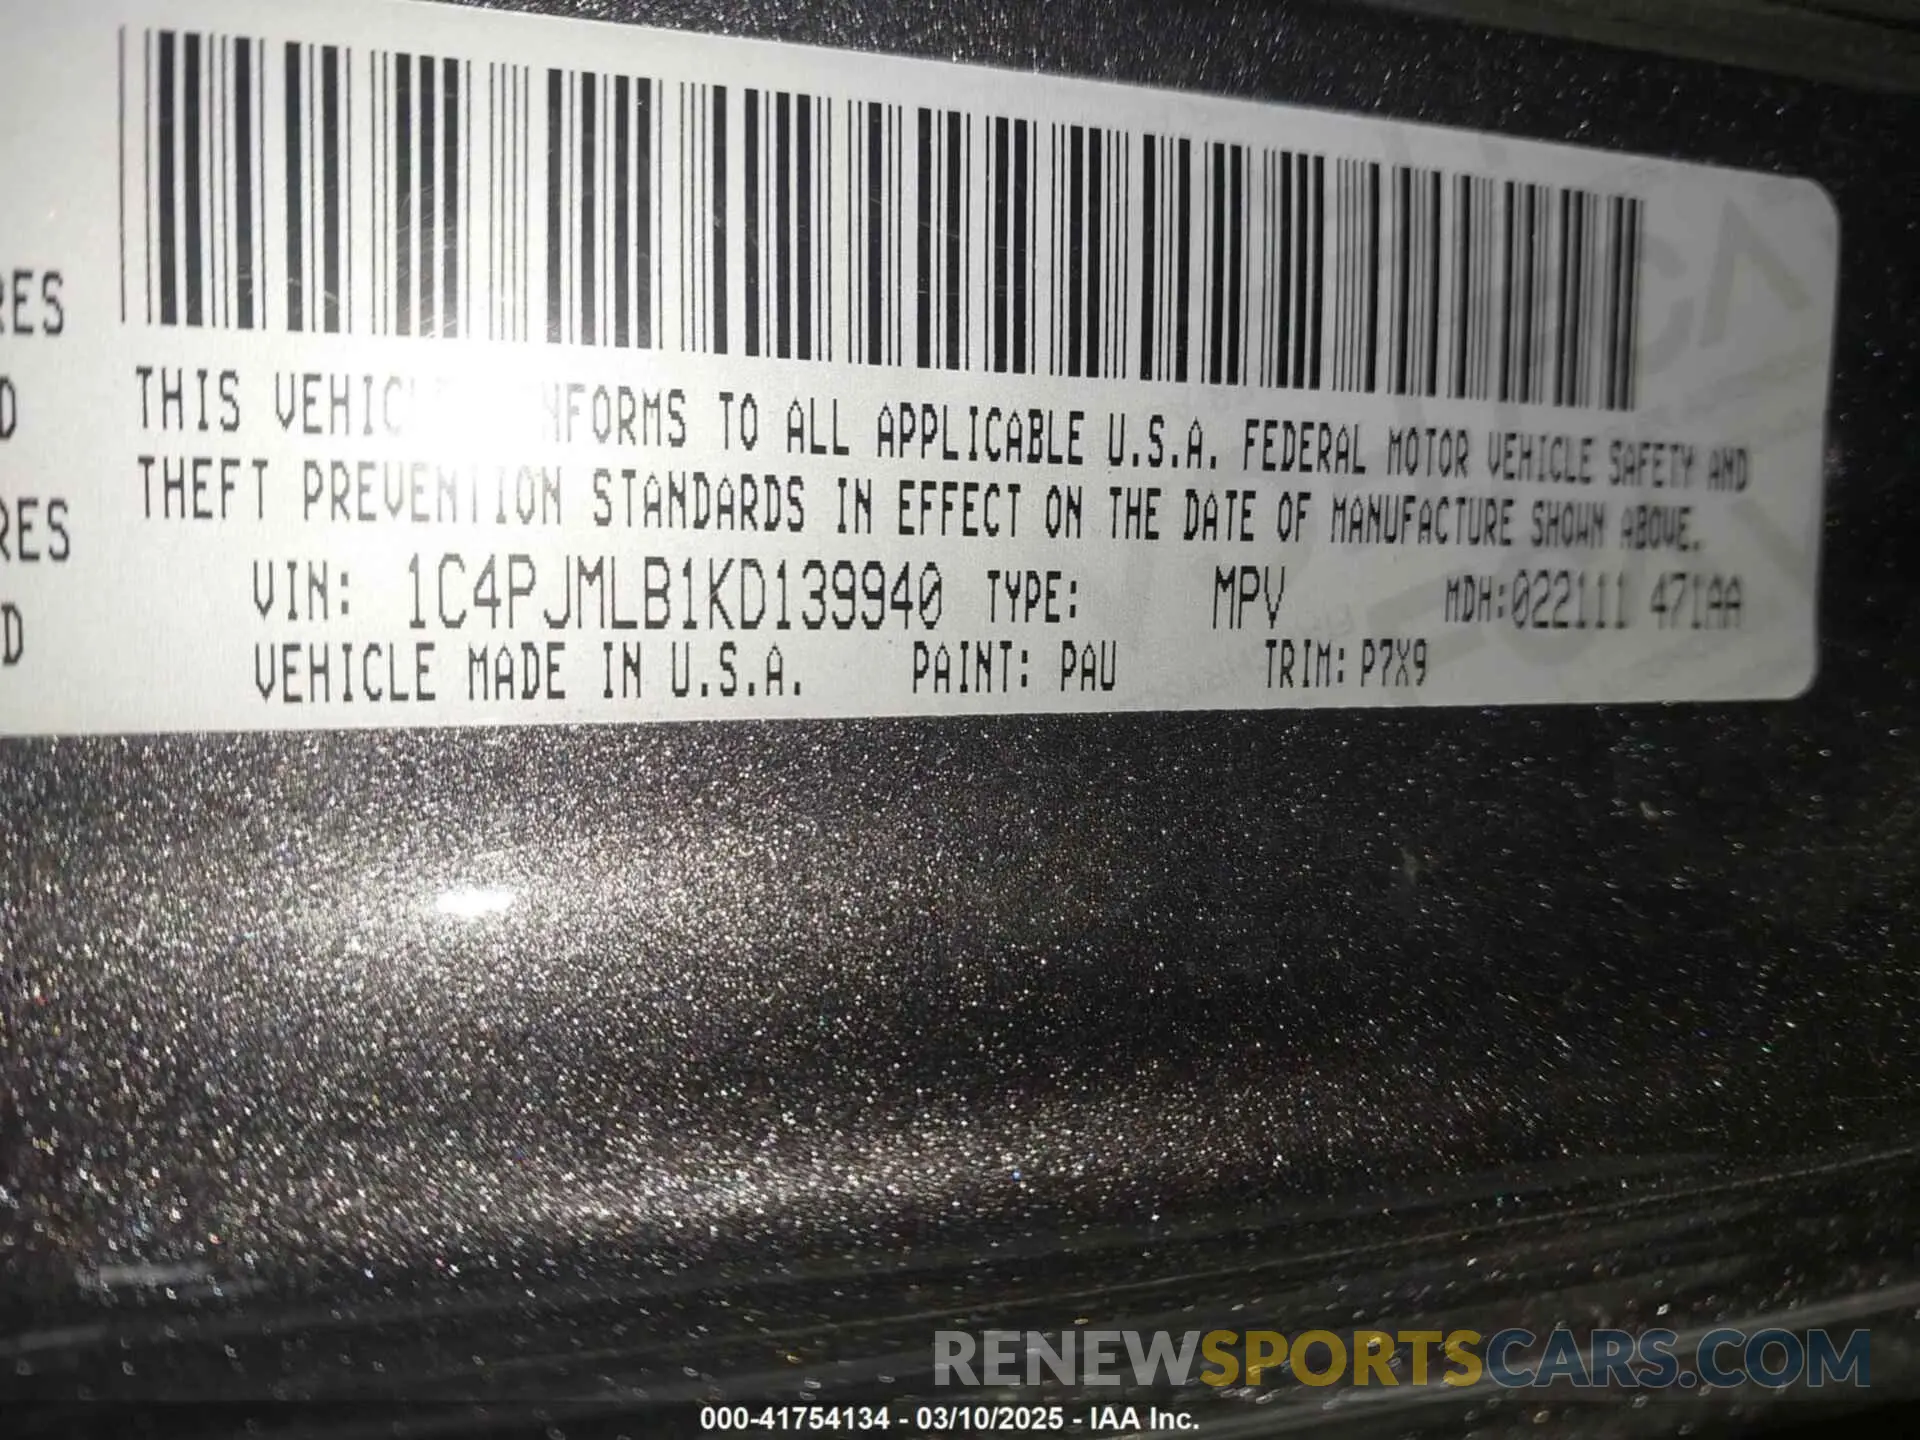 RES
D
RES
D
THIS VEHIC NFORMS TO ALL APPLICABLE U.S.A. FEDERAL MOTOR VEHICLE SAFETY AND
THEFT PREVENTION STANDARDS IN EFFECT ON THE DATE OF MANUFACTURE SHOWN ABOVE.
VIN: 1C4PJMLB1KD139940 TYPE: MPV MDH:022111 471AA
VEHICLE MADE IN U.S.A. PAINT: PAU TRIM: P7X9
RENEWSPORTSCARS.COM
000-41754134 - 03/10/2025 - IAA Inc.